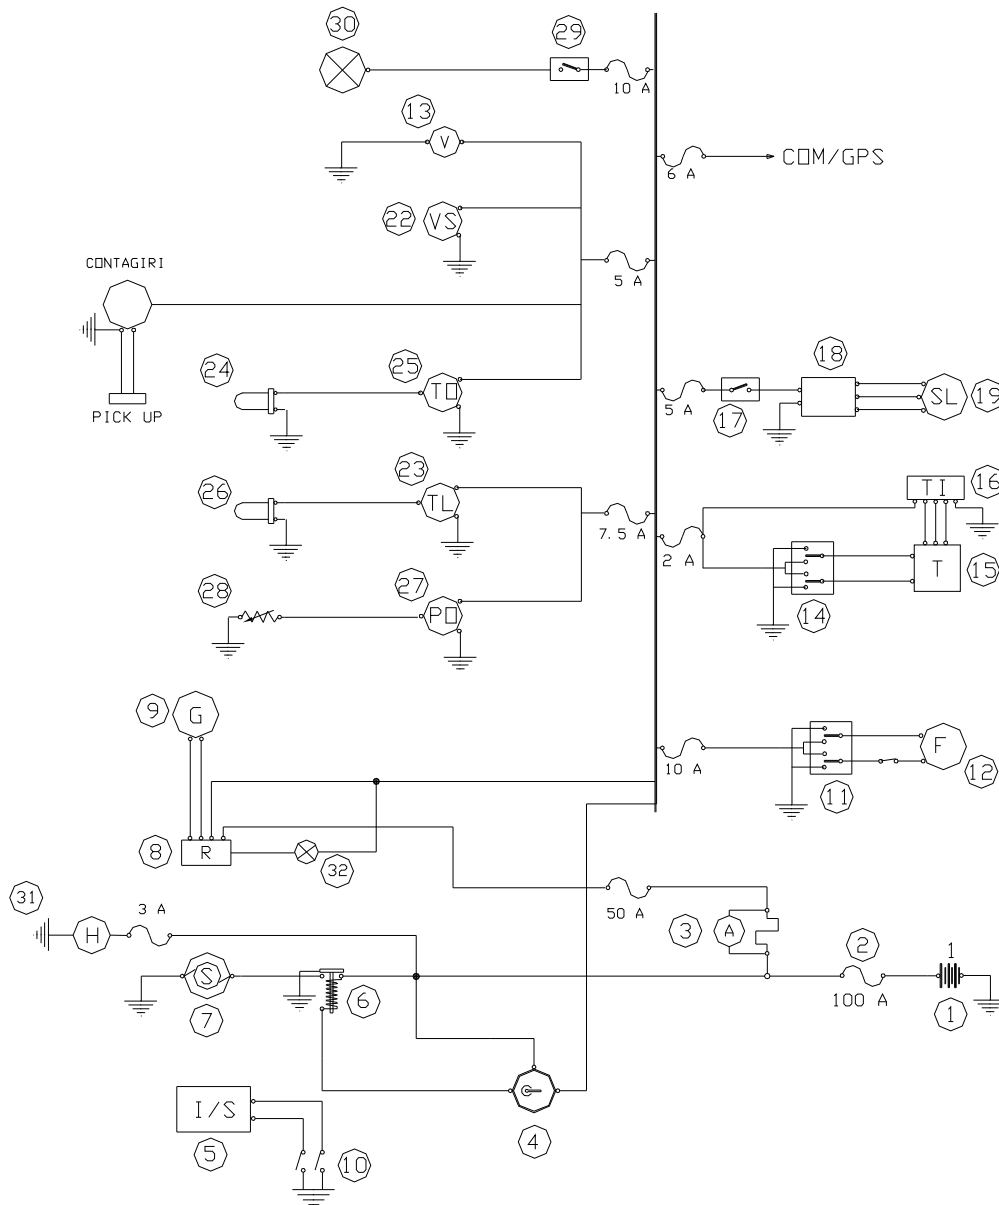 30
29
10 A
13
V
COM/GPS
6 A
22
VS
CONTAGIRI
5 A
18
24
25
TO
SL
19
PICK UP
5 A
17
23
26
TL
16
TI
7.5 A
2 A
T
15
28
27
PO
14
9
G
F
10 A
12
11
8
R
32
31
3 A
50 A
H
3
A
2
1
S
6
100 A
7
1
I/S
4
5
10